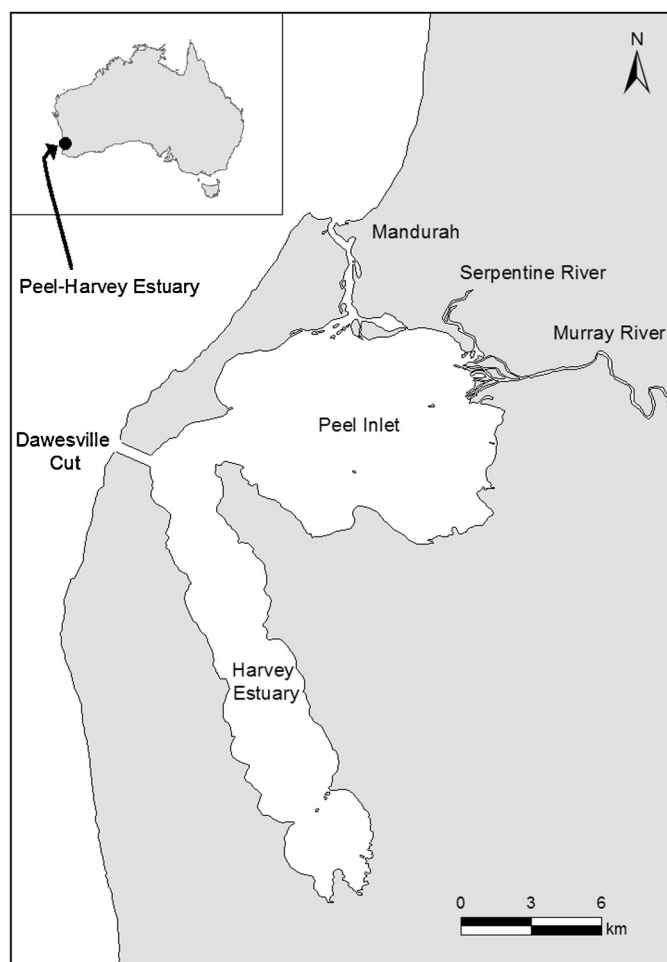 N
Mandurah
Peel-Harvey Estuary
Serpentine River
Murray River
Peel Inlet
Dawesville
Cut
Harvey
Estuary
0 3 6
km